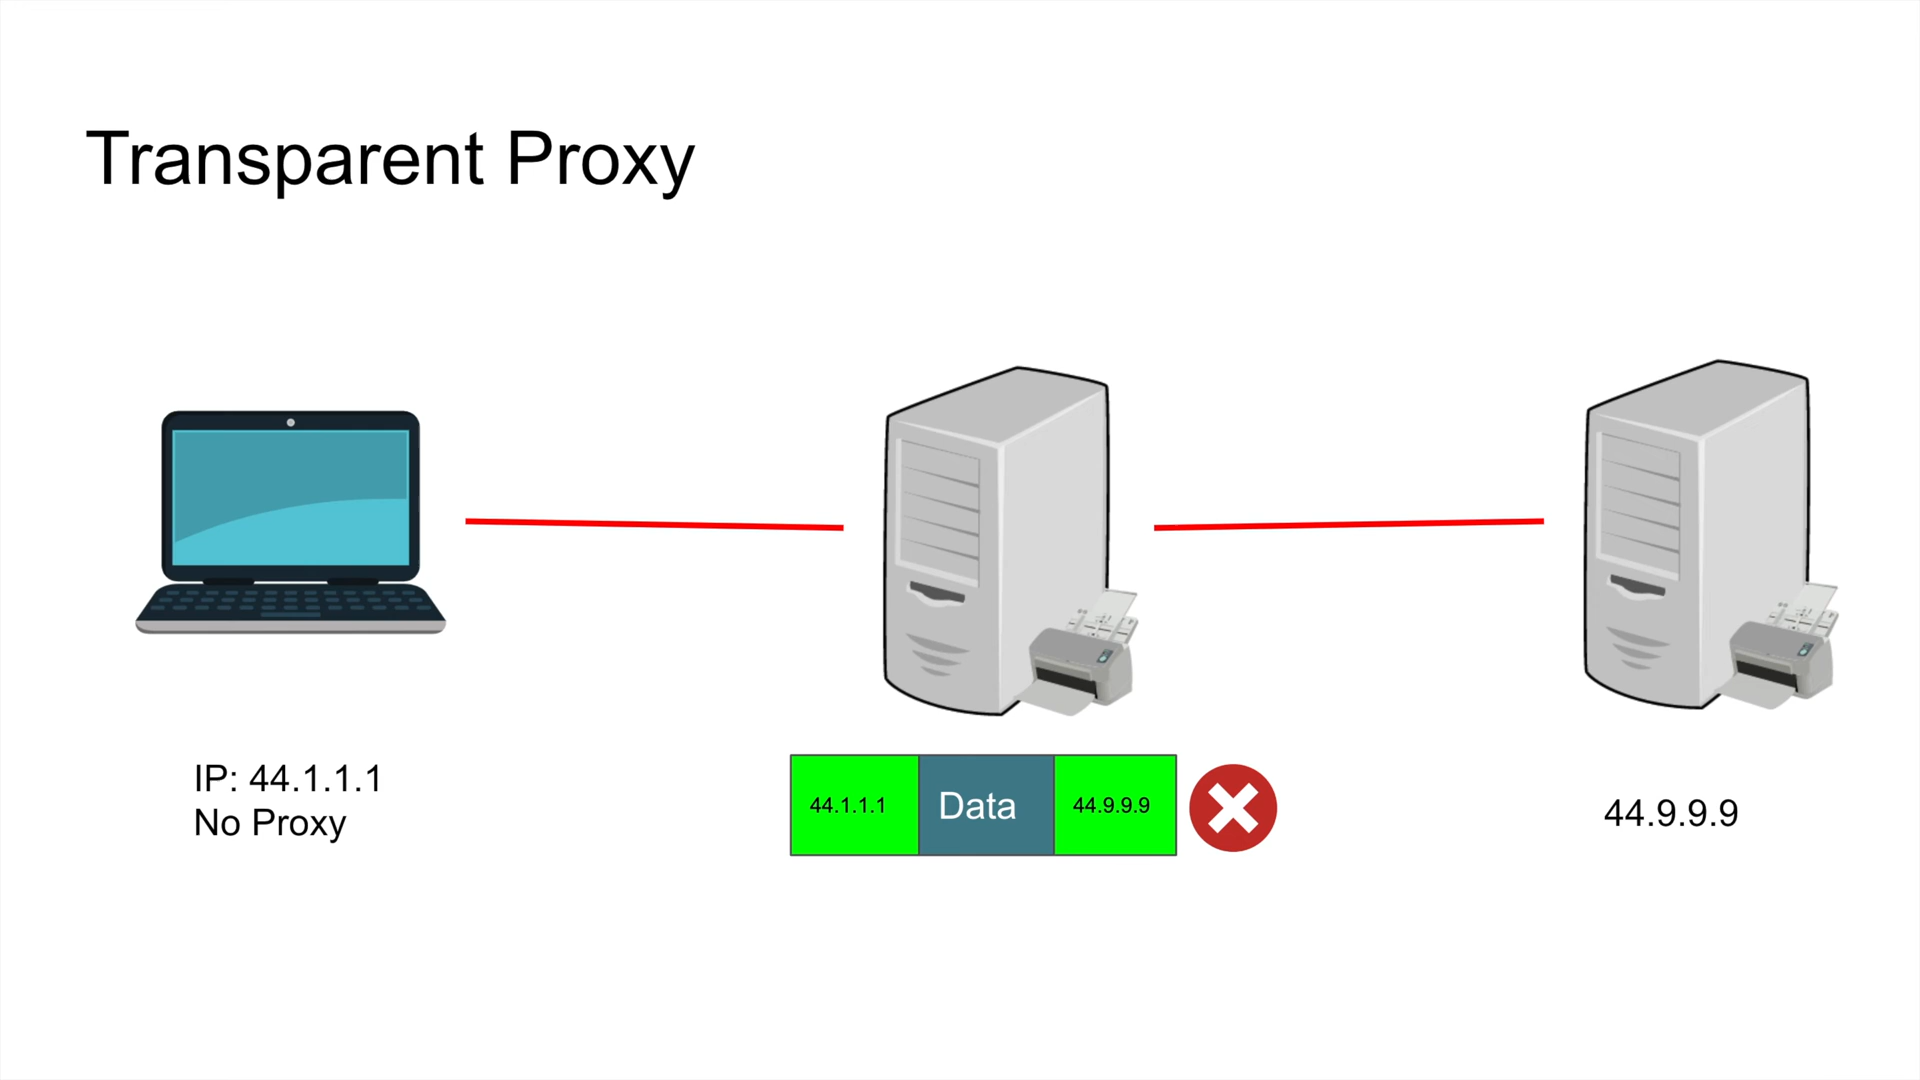 Transparent Proxy
IP: 44.1.1.1
No Proxy
44.1.1.1
Data
44.9.9.9
44.9.9.9